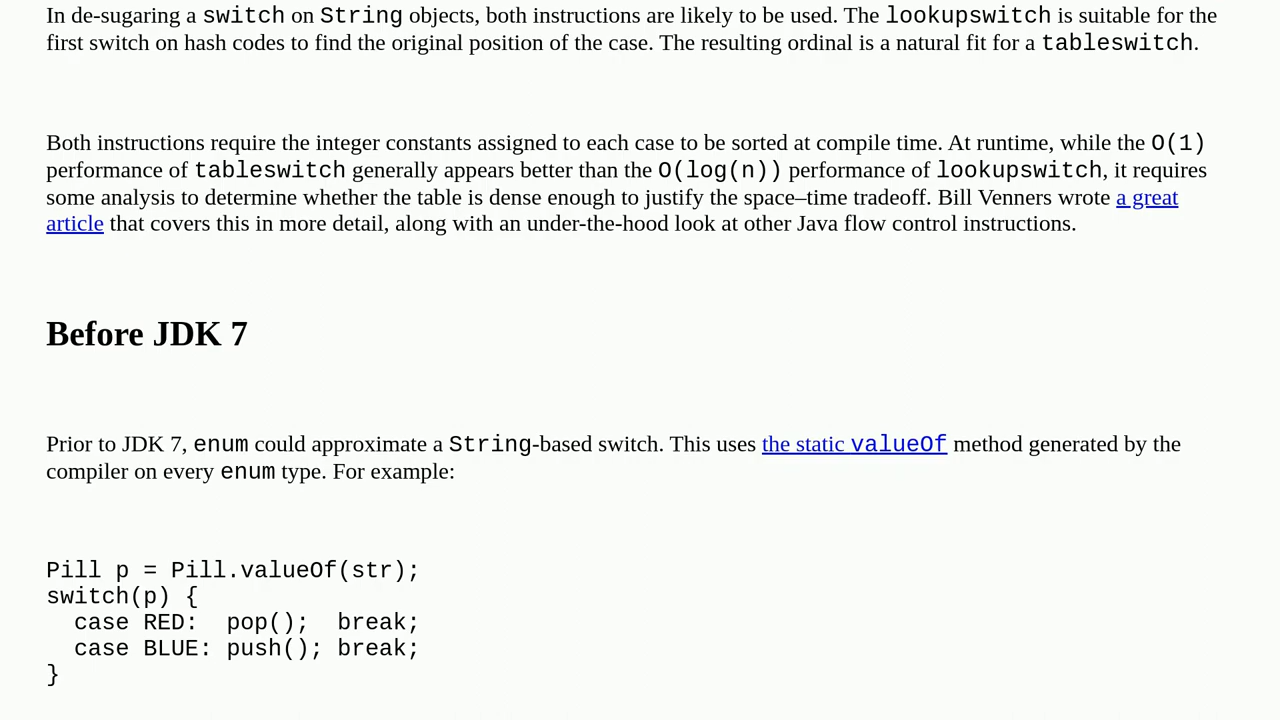 In de-sugaring a switch on String objects, both instructions are likely to be used. The lookupswitch is suitable for the
first switch on hash codes to find the original position of the case. The resulting ordinal is a natural fit for a tableswitch.
Both instructions require the integer constants assigned to each case to be sorted at compile time. At runtime, while the O(1)
performance of tableswitch generally appears better than the O(log(n)) performance of lookupswitch, it requires
some analysis to determine whether the table is dense enough to justify the space–time tradeoff. Bill Venners wrote a great
article that covers this in more detail, along with an under-the-hood look at other Java flow control instructions.
Before JDK 7
Prior to JDK 7, enum could approximate a String-based switch. This uses the static valueOf method generated by the
compiler on every enum type. For example:
Pill p = Pill.valueOf(str);
switch(p) {
  case RED:  pop();  break;
  case BLUE: push(); break;
}